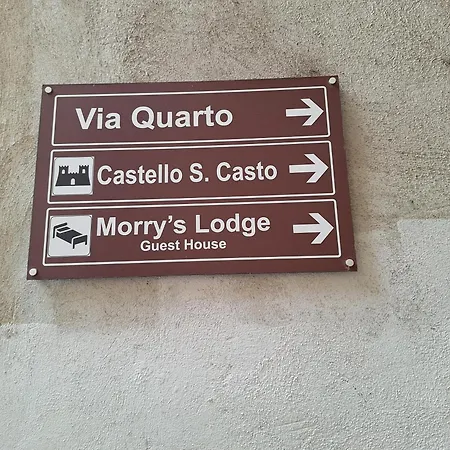 Via Quarto
Castello S. Casto
Morry's Lodge
Guest House